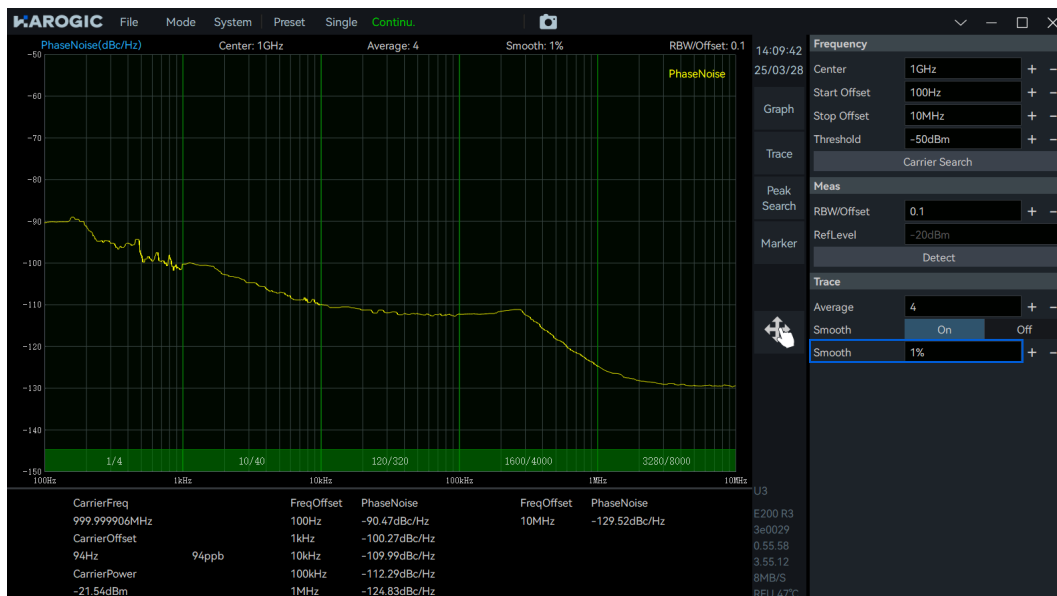 HAROGIC File Mode System Preset Single Continu.
PhaseNoise(dBc/Hz) Center: 1GHz Average: 4 Smooth: 1% RBW/Offset: 0.1
PhaseNoise
-50
-60
-70
-80
-90
-100
-110
-120
-130
-140
-150
1/4 10/40 120/320 1600/4000 3280/8000
100Hz 1kHz 10kHz 100kHz 1MHz 10MHz
CarrierFreq FreqOffset PhaseNoise FreqOffset PhaseNoise
999.999906MHz 100Hz -90.47dBc/Hz 10MHz -129.52dBc/Hz
CarrierOffset 1kHz -100.27dBc/Hz
94Hz 94ppb 10kHz -109.99dBc/Hz
CarrierPower 100kHz -112.29dBc/Hz
-21.54dBm 1MHz -124.83dBc/Hz
14:09:42
25/03/28
Graph
Trace
Peak
Search
Marker
U3
E200 R3
3e0029
0.55.58
3.55.12
8MB/S
Frequency
Center 1GHz + -
Start Offset 100Hz + -
Stop Offset 10MHz + -
Threshold -50dBm + -
Carrier Search
Meas
RBW/Offset 0.1 + -
RefLevel -20dBm
Detect
Trace
Average 4 + -
Smooth On Off
Smooth 1% + -